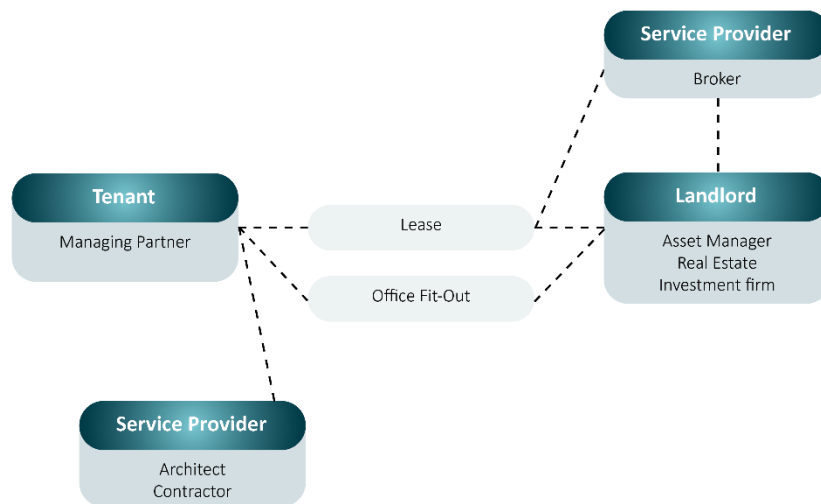 Service Provider
Broker
Tenant
Managing Partner
Lease
Office Fit-Out
Landlord
Asset Manager
Real Estate
Investment firm
Service Provider
Architect
Contractor